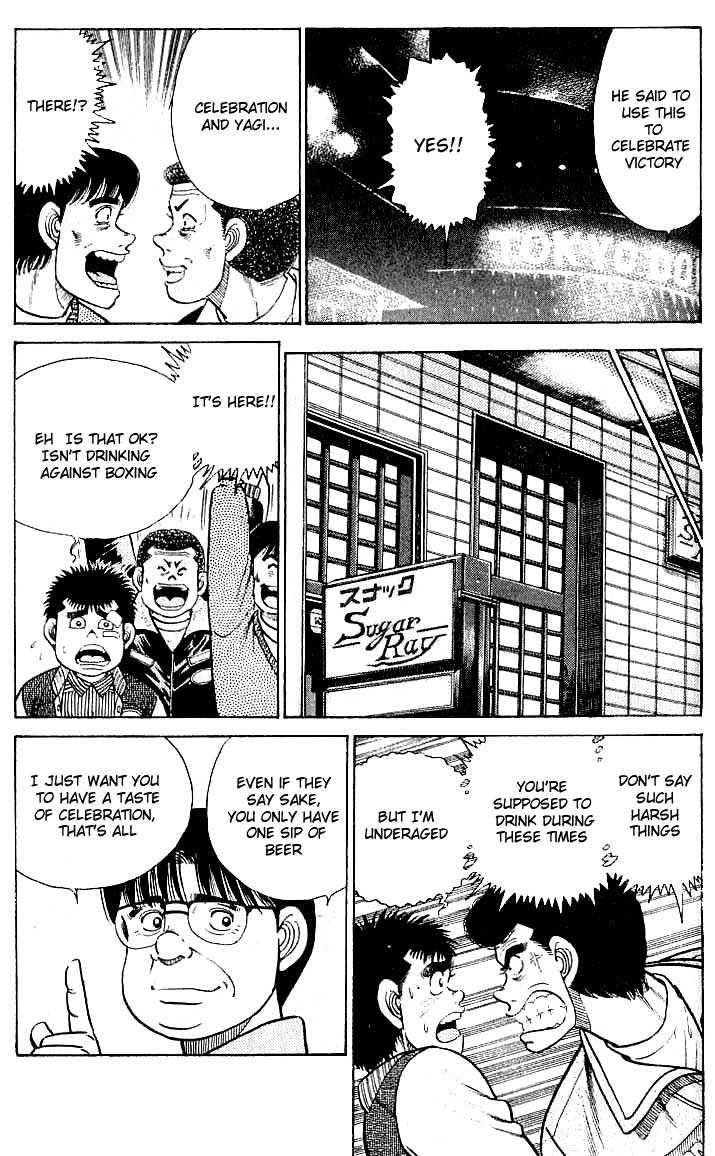 HE SAID TO
USE THIS
TO
CELEBRATE
VICTORY
YES!!
TOKYO
CELEBRATION
AND YAGI...
THERE!?
スナック
Sugar
Ray
IT'S HERE!!
EH IS THAT OK?
ISN'T DRINKING
AGAINST BOXING
DON'T SAY
SUCH
HARSH
THINGS
YOU'RE
SUPPOSED TO
DRINK DURING
THESE TIMES
BUT I'M
UNDERAGED
EVEN IF THEY
SAY SAKE,
YOU ONLY HAVE
ONE SIP OF
BEER
I JUST WANT YOU
TO HAVE A TASTE
OF CELEBRATION,
THAT'S ALL